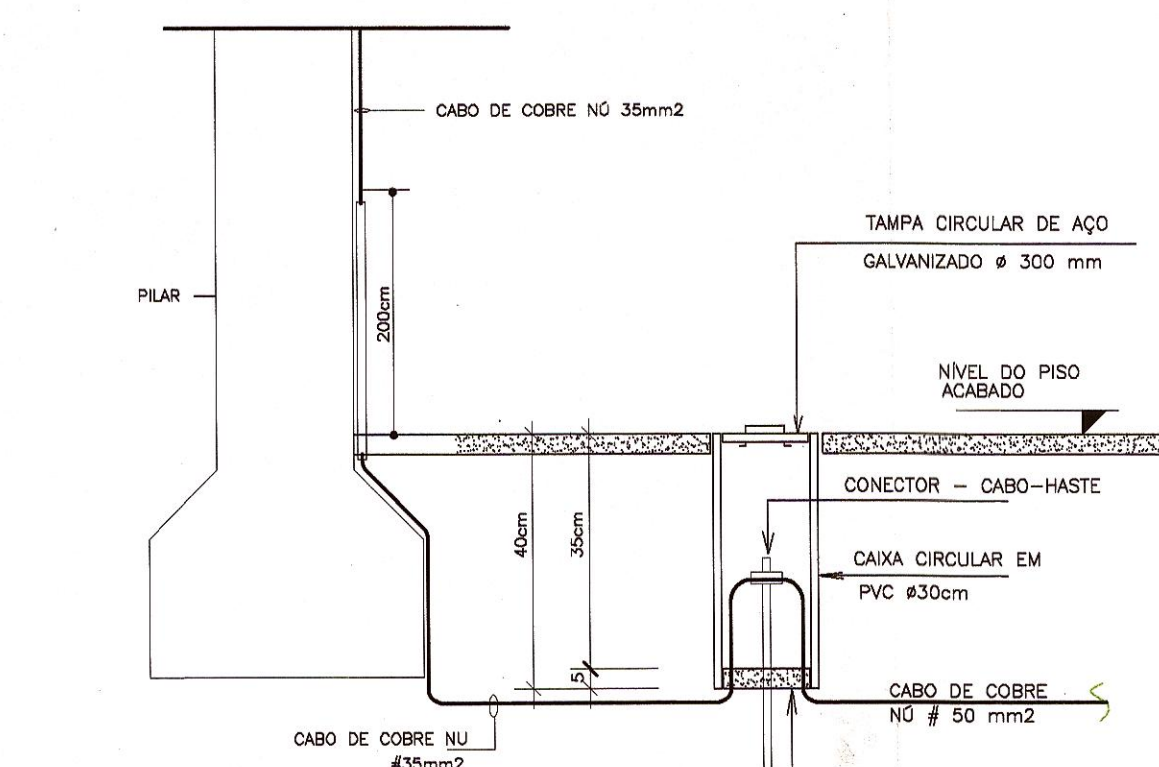 CABO DE COBRE NÚ 35mm2
TAMPA CIRCULAR DE AÇO
GALVANIZADO ø 300 mm
PILAR
200cm
NÍVEL DO PISO
ACABADO
CONECTOR – CABO-HASTE
40cm
35cm
CAIXA CIRCULAR EM
PVC ø30cm
5
CABO DE COBRE
NÚ # 50 mm2
CABO DE COBRE NU
#35mm2